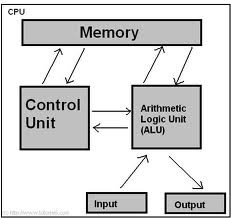 CPU
Memory
Control
Unit
Arithmetic
Logic Unit
(ALU)
Input
Output